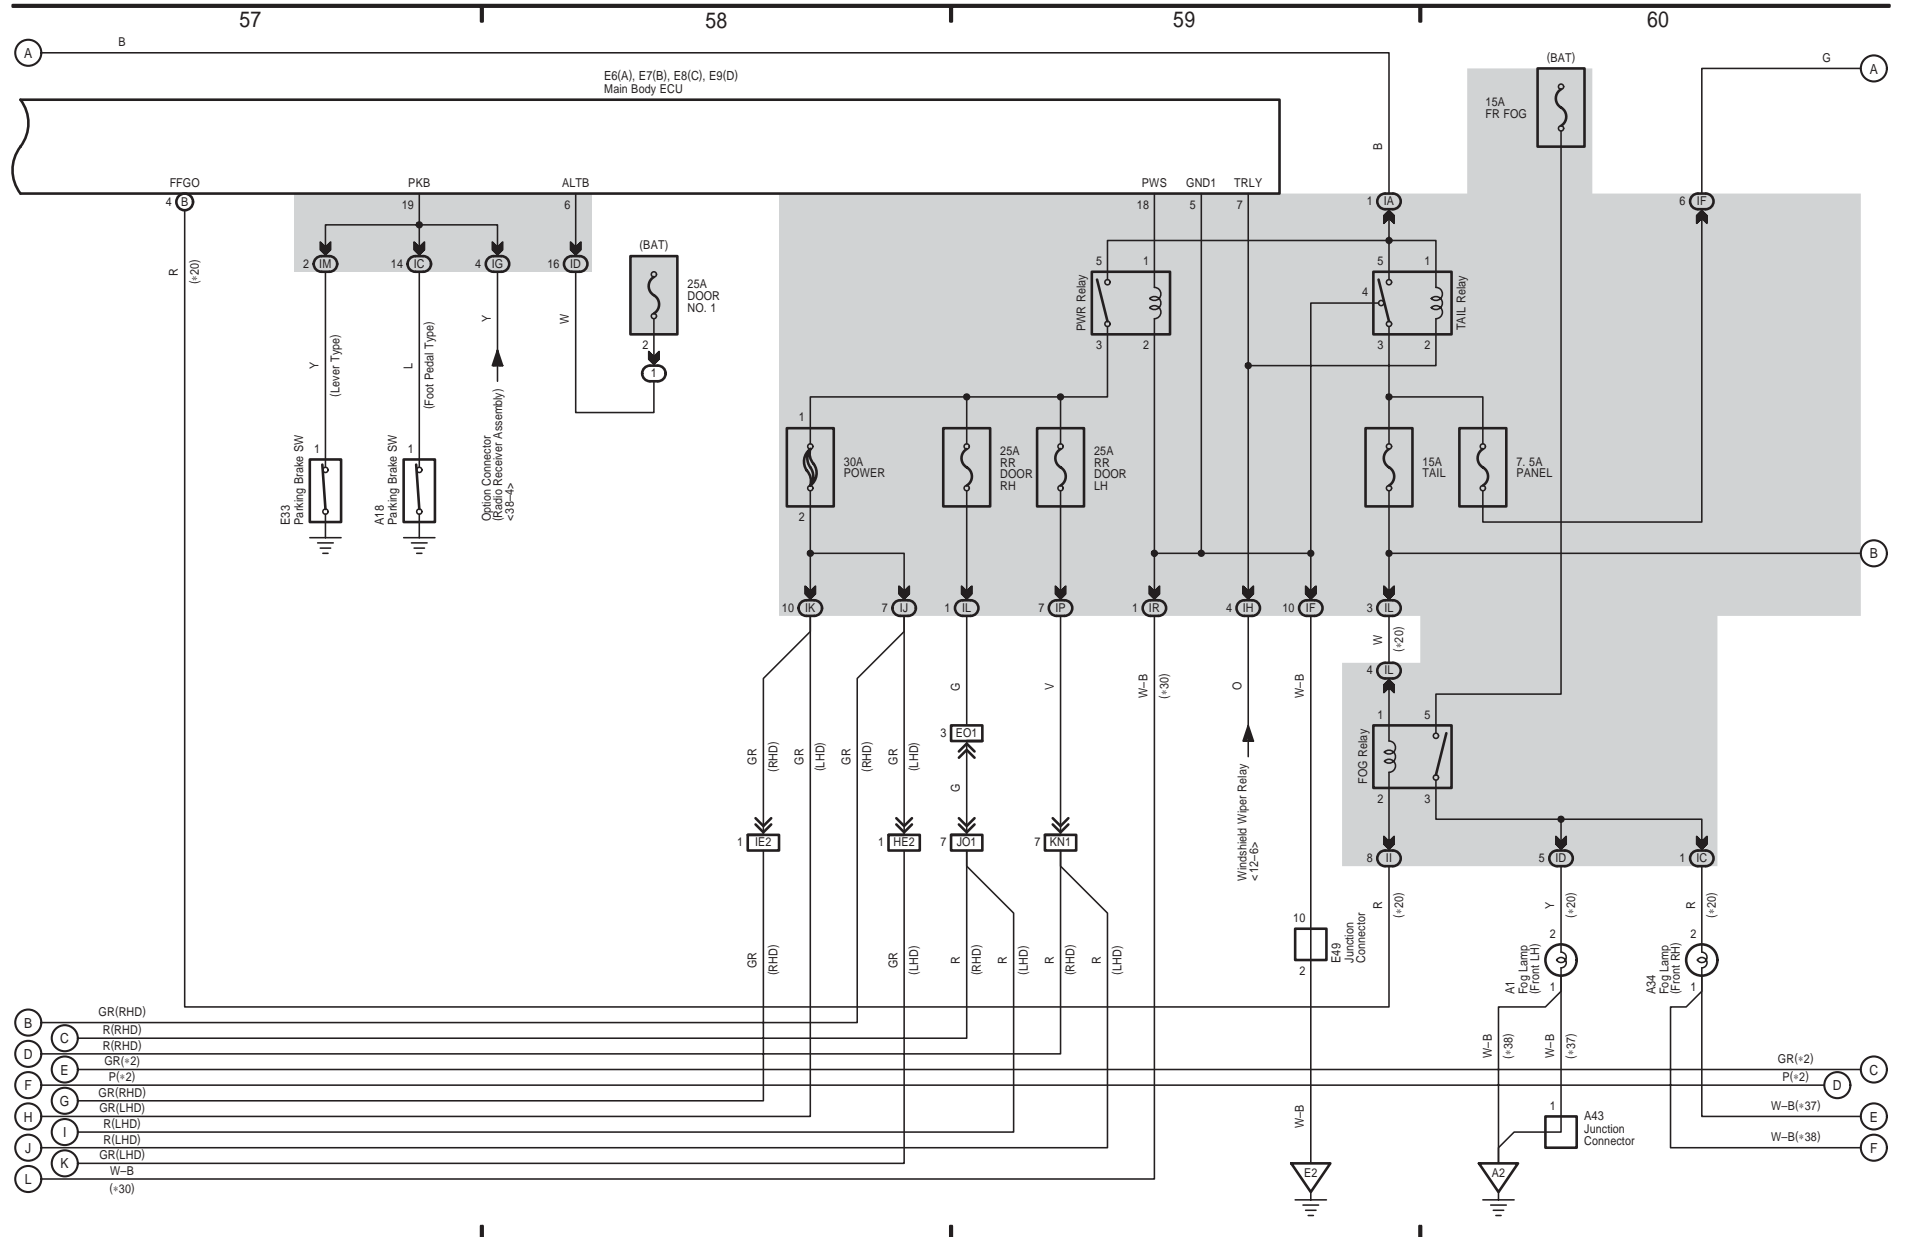 57
58
59
60
A
B
E6(A), E7(B), E8(C), E9(D)
Main Body ECU
(BAT)
15A
FR FOG
G
A
B
FFGO
PKB
ALTB
PWS
GND1
TRLY
4
B
19
6
18
5
7
1
IA
6
IF
R
(*20)
2
IM
14
IC
4
IG
16
ID
(BAT)
25A
DOOR
NO. 1
2
1
Y
(Lever Type)
L
(Foot Pedal Type)
Y
W
5
1
PWR Relay
3
2
5
1
4
TAIL Relay
3
2
E33
Parking Brake SW
1
A18
Parking Brake SW
1
Option Connector
(Radio Receiver Assembly)
<38–4>
1
30A
POWER
2
25A
RR
DOOR
RH
25A
RR
DOOR
LH
15A
TAIL
7. 5A
PANEL
B
10
IK
7
IJ
1
IL
7
IP
1
IR
4
IH
10
IF
3
IL
W
(*20)
4
IL
G
V
W–B
(*30)
O
W–B
3
EO1
1
5
FOG Relay
2
3
GR
(RHD)
GR
(LHD)
GR
(RHD)
GR
(LHD)
G
Windshield Wiper Relay
<12–6>
1
IE2
1
HE2
7
JO1
7
KN1
8
II
5
ID
1
IC
R
(*20)
Y
(*20)
R
(*20)
10
E49
Junction
Connector
2
GR
(RHD)
GR
(LHD)
R
(RHD)
R
(LHD)
R
(RHD)
R
(LHD)
2
A1
Fog Lamp
(Front LH)
1
2
A34
Fog Lamp
(Front RH)
1
B
GR(RHD)
C
R(RHD)
D
R(RHD)
E
GR(*2)
F
P(*2)
G
GR(RHD)
H
GR(LHD)
I
R(LHD)
J
R(LHD)
K
GR(LHD)
L
W–B
(*30)
W–B
(*38)
W–B
(*37)
GR(*2)
C
P(*2)
D
W–B(*37)
E
W–B(*38)
F
W–B
1
A43
Junction
Connector
E2
A2